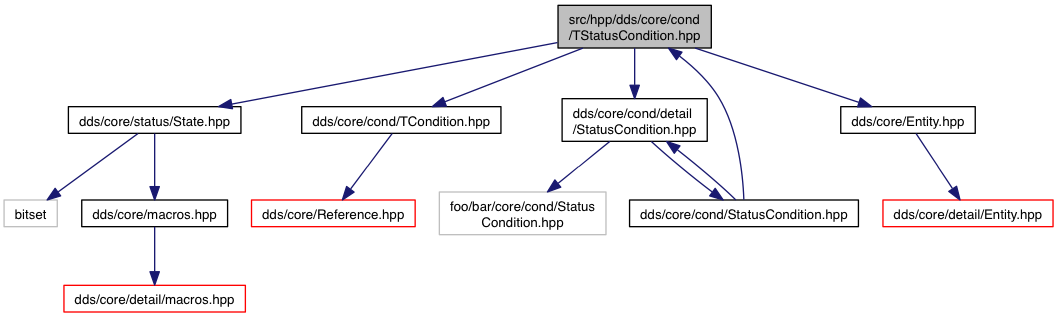 src/hpp/dds/core/cond
/TStatusCondition.hpp
dds/core/status/State.hpp
dds/core/cond/TCondition.hpp
dds/core/cond/detail
/StatusCondition.hpp
dds/core/Entity.hpp
bitset
dds/core/macros.hpp
dds/core/Reference.hpp
foo/bar/core/cond/Status
Condition.hpp
dds/core/cond/StatusCondition.hpp
dds/core/detail/Entity.hpp
dds/core/detail/macros.hpp